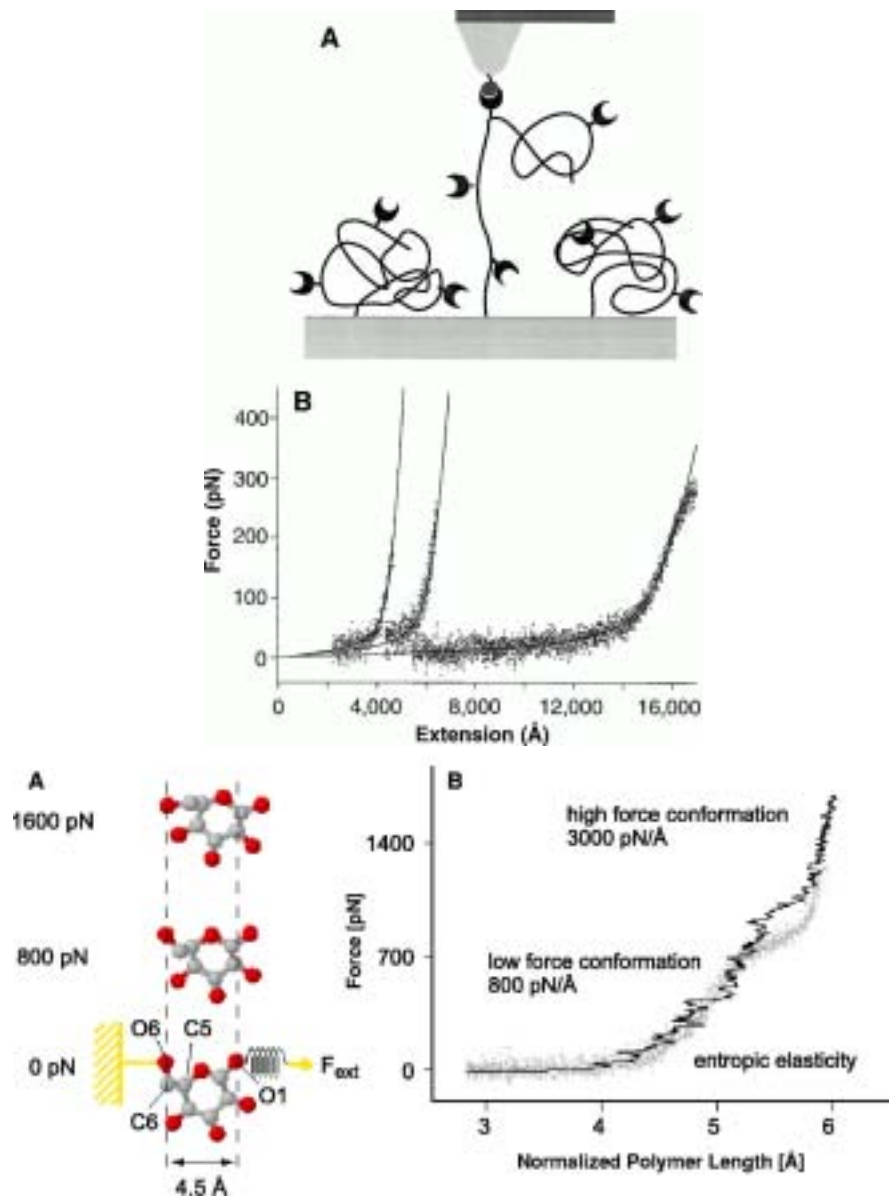 A
B
400
300
200
100
0
Force (pN)
0 4,000 8,000 12,000 16,000
Extension (Å)
A
1600 pN
800 pN
0 pN
O6 C5
C6
O1
Fext
4.5 Å
B
high force conformation
3000 pN/Å
1400
Force [pN]
700
low force conformation
800 pN/Å
0
entropic elasticity
3 4 5 6
Normalized Polymer Length [Å]